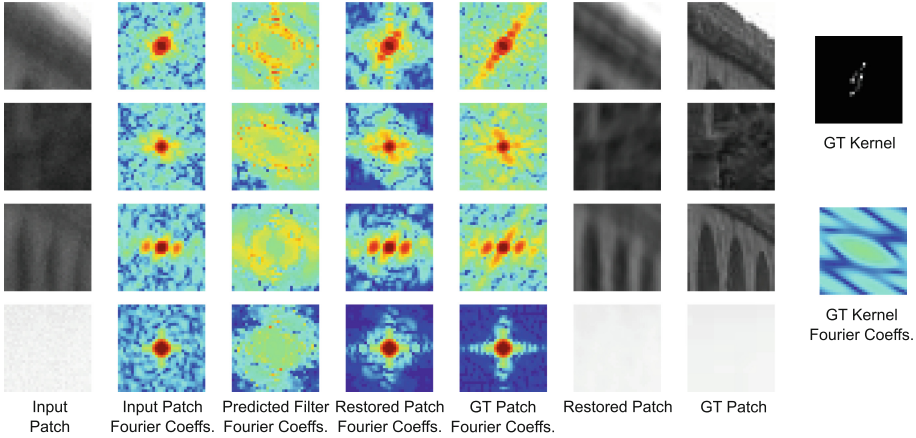 GT Kernel
GT Kernel
Fourier Coeffs.
Input
Patch
Input Patch
Fourier Coeffs.
Predicted Filter
Fourier Coeffs.
Restored Patch
Fourier Coeffs.
GT Patch
Fourier Coeffs.
Restored Patch
GT Patch